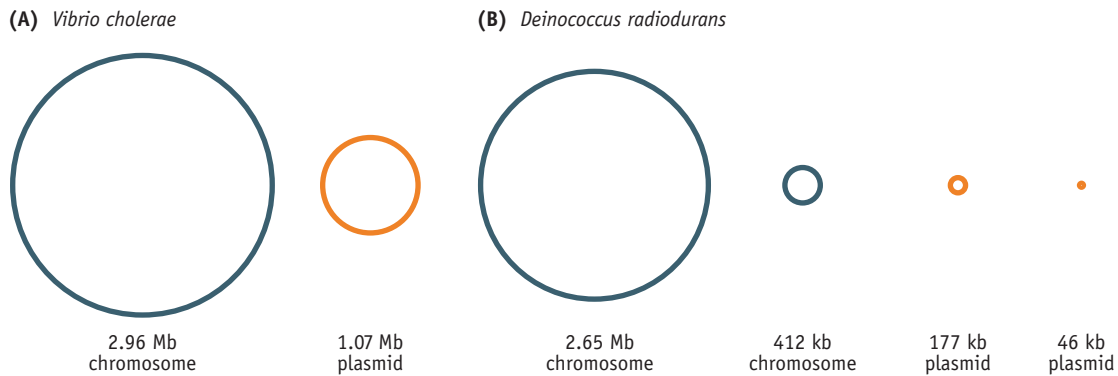 (A) Vibrio cholerae
(B) Deinococcus radiodurans
2.96 Mb
chromosome
1.07 Mb
plasmid
2.65 Mb
chromosome
412 kb
chromosome
177 kb
plasmid
46 kb
plasmid